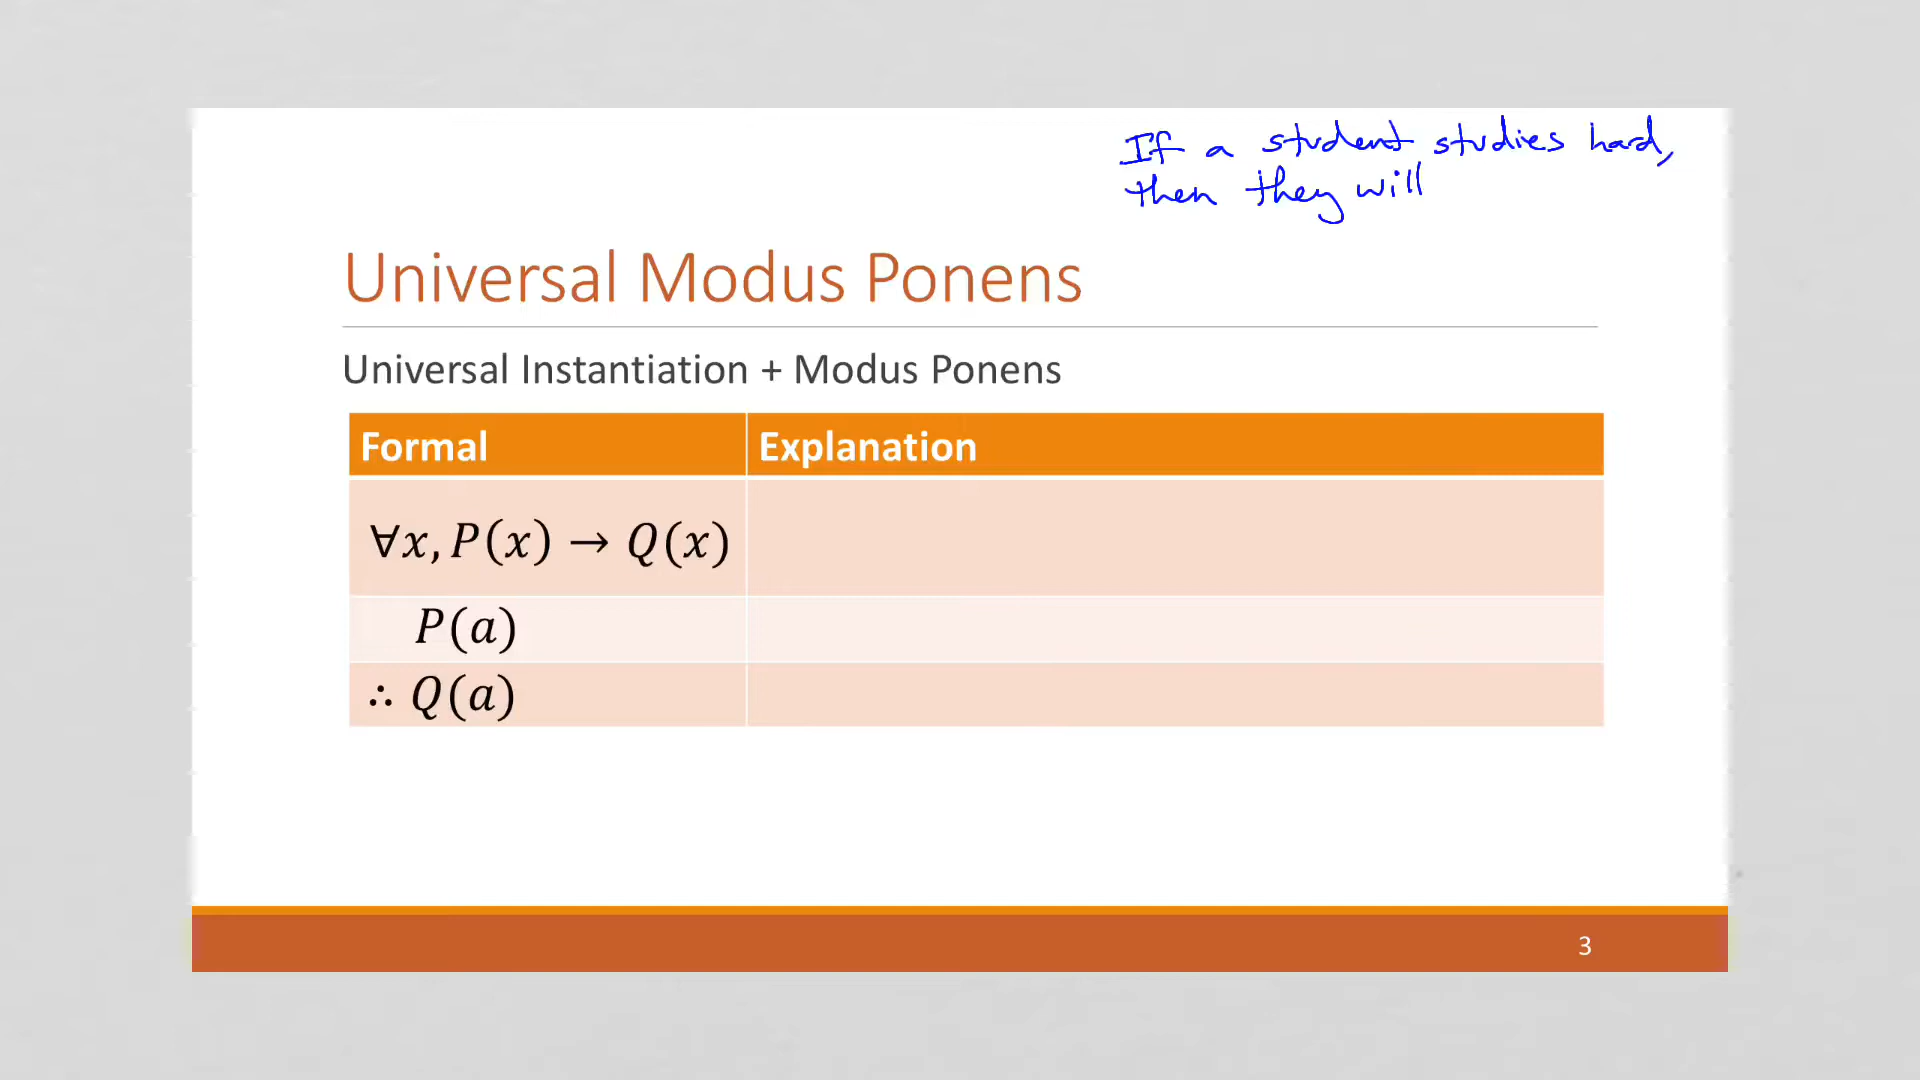 If a student studies hard,
then they will
Universal Modus Ponens
Universal Instantiation + Modus Ponens
Formal Explanation
∀x, P(x) → Q(x)
P(a)
∴ Q(a)
3